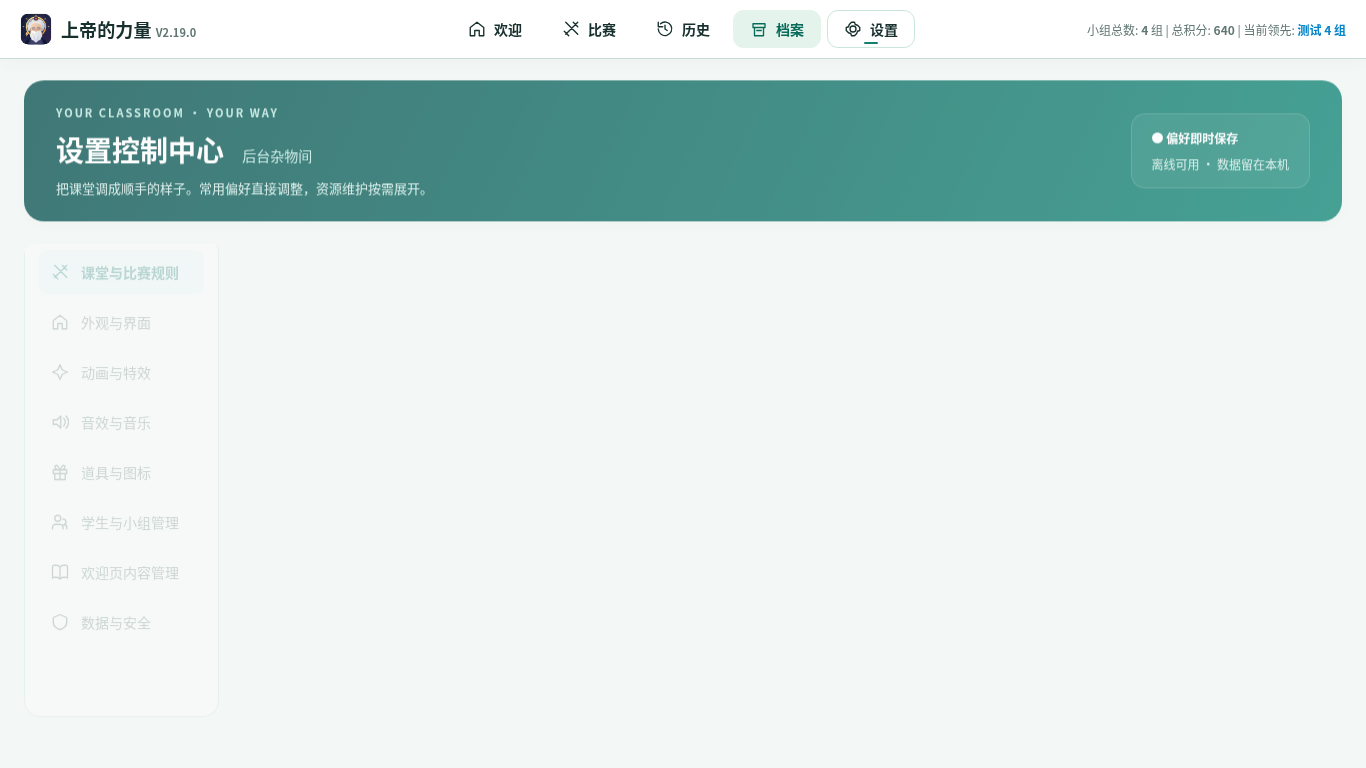 上帝的力量 V2.19.0
欢迎
比赛
历史
档案
设置
小组总数: 4 组 | 总积分: 640 | 当前领先: 测试 4 组
YOUR CLASSROOM · YOUR WAY
设置控制中心 后台杂物间
把课堂调成顺手的样子。常用偏好直接调整，资源维护按需展开。
偏好即时保存
离线可用 · 数据留在本机
课堂与比赛规则
外观与界面
动画与特效
音效与音乐
道具与图标
学生与小组管理
欢迎页内容管理
数据与安全